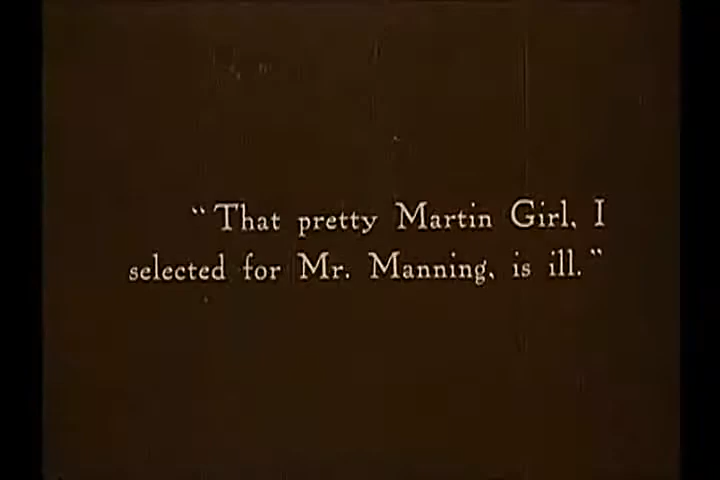 “That pretty Martin Girl, I
selected for Mr. Manning, is ill.”